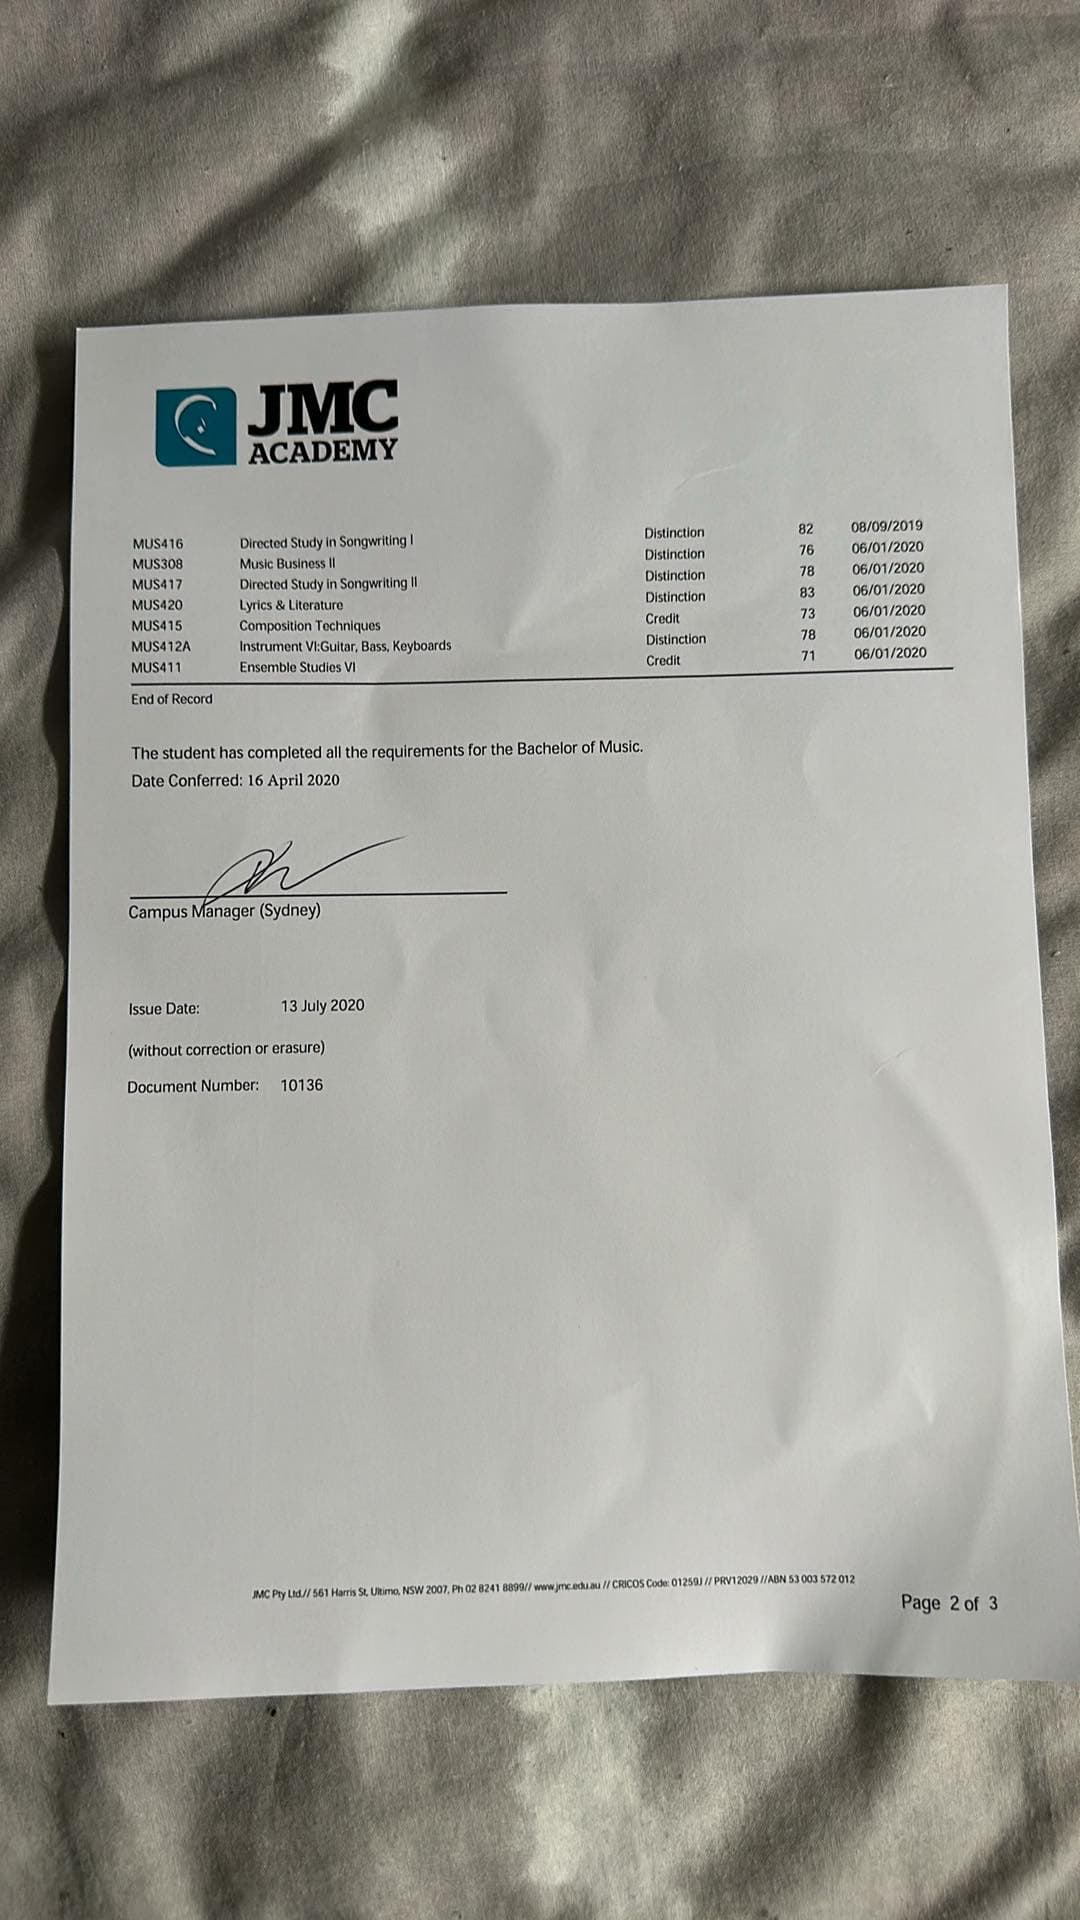 JMC
ACADEMY
MUS416 Directed Study in Songwriting I Distinction 82 08/09/2019
MUS308 Music Business II Distinction 76 06/01/2020
MUS417 Directed Study in Songwriting II Distinction 78 06/01/2020
MUS420 Lyrics & Literature Distinction 83 06/01/2020
MUS415 Composition Techniques Credit 73 06/01/2020
MUS412A Instrument VI:Guitar, Bass, Keyboards Distinction 78 06/01/2020
MUS411 Ensemble Studies VI Credit 71 06/01/2020
End of Record
The student has completed all the requirements for the Bachelor of Music.
Date Conferred: 16 April 2020
Campus Manager (Sydney)
Issue Date: 13 July 2020
(without correction or erasure)
Document Number: 10136
JMC Pty Ltd.// 561 Harris St, Ultimo, NSW 2007, Ph 02 8241 8899// www.jmc.edu.au // CRICOS Code: 01259J // PRV12029 //ABN 53 003 572 012
Page 2 of 3